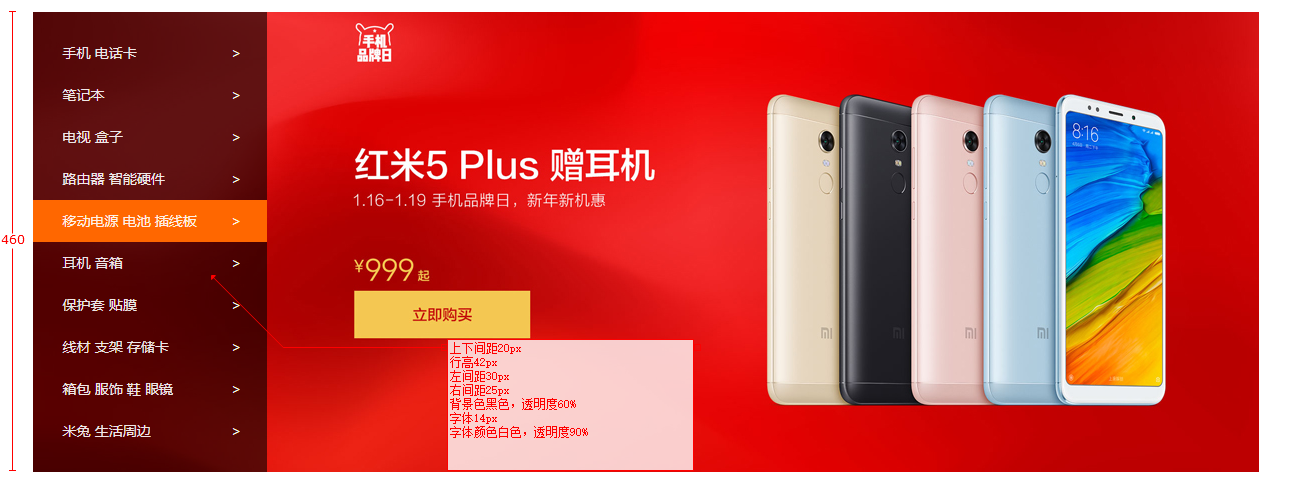 手机 电话卡 >
笔记本 >
电视 盒子 >
路由器 智能硬件 >
移动电源 电池 插线板 >
耳机 音箱 >
保护套 贴膜 >
线材 支架 存储卡 >
箱包 服饰 鞋 眼镜 >
米兔 生活周边 >
460
手机
品牌日
红米5 Plus 赠耳机
1.16-1.19 手机品牌日，新年新机惠
¥999 起
立即购买
上下间距20px
行高42px
左间距30px
右间距25px
背景色黑色，透明度60%
字体14px
字体颜色白色，透明度90%
MI
MI
MI
MI
8:16